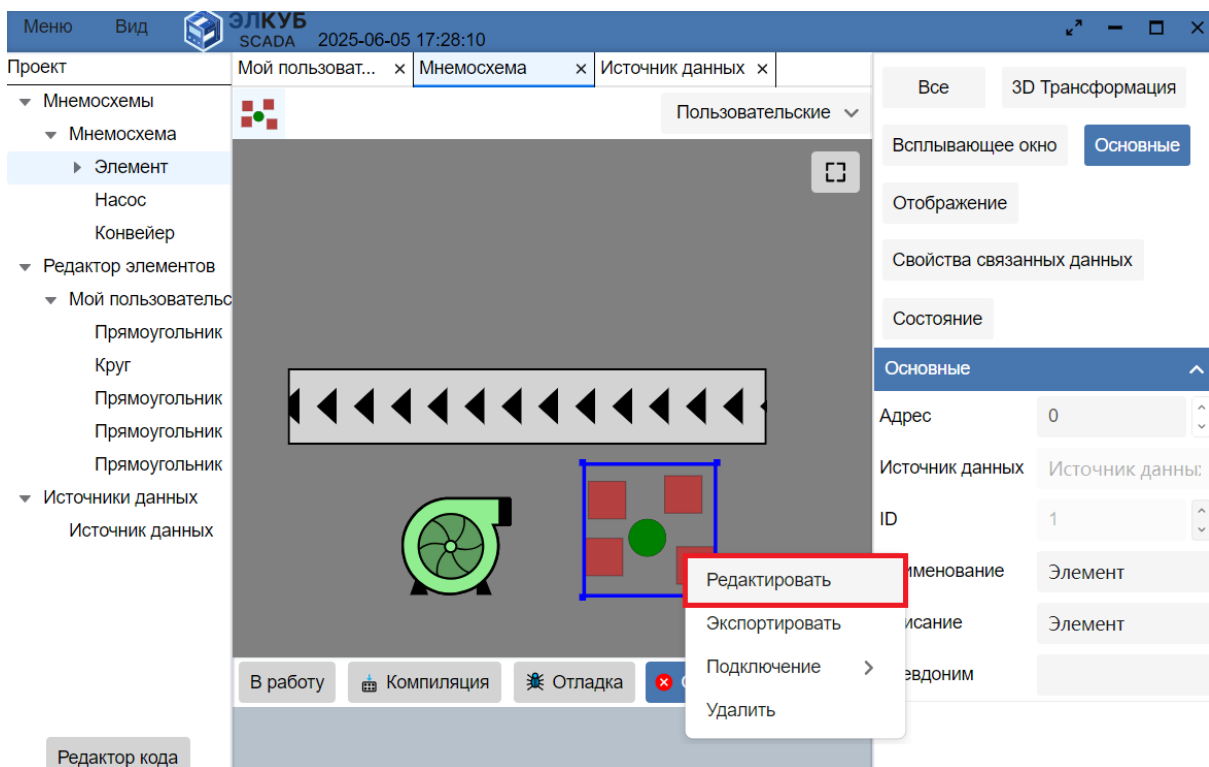 Меню Вид ЭЛКУБ
SCADA 2025-06-05 17:28:10
Проект
Мнемосхемы
Мнемосхема
Элемент
Насос
Конвейер
Редактор элементов
Мой пользовательс
Прямоугольник
Круг
Прямоугольник
Прямоугольник
Прямоугольник
Источники данных
Источник данных
Редактор кода
Мой пользоват... Мнемосхема Источник данных
Пользовательские
Редактировать
Экспортировать
Подключение
Удалить
В работу Компиляция Отладка
Все 3D Трансформация
Всплывающее окно Основные
Отображение
Свойства связанных данных
Состояние
Основные
Адрес 0
Источник данных Источник данны
ID 1
именование Элемент
исание Элемент
евдоним